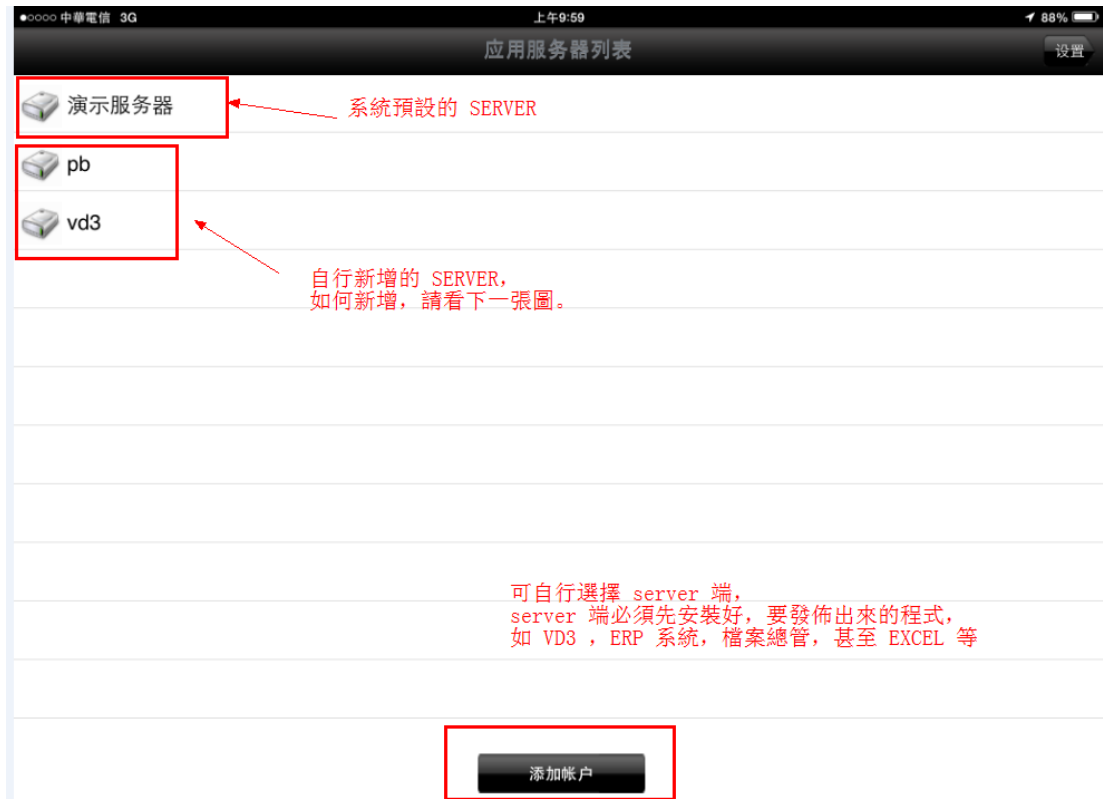 ●○○○○ 中華電信 3G 上午9:59 88%
应用服务器列表 设置
演示服务器
系統預設的 SERVER
pb
vd3
自行新增的 SERVER,
如何新增, 請看下一張圖。
可自行選擇 server 端,
server 端必須先安裝好, 要發佈出來的程式,
如 VD3 , ERP 系統, 檔案總管, 甚至 EXCEL 等
添加帐户